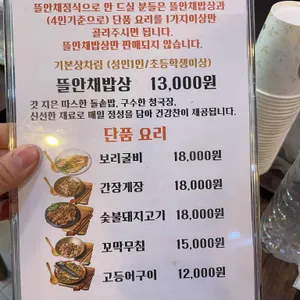 뜰안채정식으로 안 드실 분들은 뜰안채밥상과
(4인기준으로) 단품 요리를 1가지이상만
골라주시면 됩니다.
뜰안채밥상만은 판매되지 않습니다.
기본상차림 (성인1인/초등학생이상)
뜰안채밥상 13,000원
갓 지은 따스한 돌솥밥, 구수한 청국장,
신선한 재료로 매일 정성을 담아 건강찬이 제공됩니다.
단품 요리
보리굴비 18,000원
간장게장 18,000원
숯불돼지고기 18,000원
꼬막무침 15,000원
고등어구이 12,000원